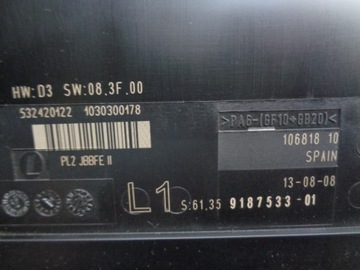 HW:D3 SW:08.3F.00
532420122 1030300178
>PA6-(GF10+GB20)<
106818 10
PL2 JBBFE II
SPAIN
13-08-08
L1 S:61.35 9187533-01